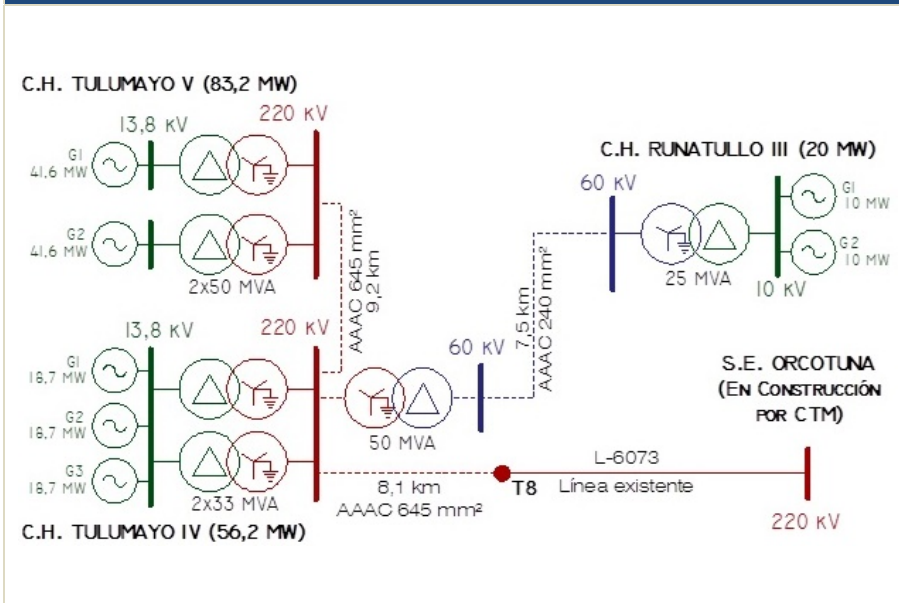 C.H. TULUMAYO V (83,2 MW)
13,8 KV
220 KV
G1
41,6 MW
G2
41,6 MW
2x50 MVA
AAAC 645 mm²
9,2 km
C.H. RUNATULLO III (20 MW)
60 KV
G1
10 MW
G2
10 MW
25 MVA
10 KV
7,5 km
AAAC 240 mm²
13,8 KV
220 KV
60 KV
G1
18,7 MW
G2
18,7 MW
G3
18,7 MW
2x33 MVA
50 MVA
C.H. TULUMAYO IV (56,2 MW)
8,1 km
AAAC 645 mm²
T8
L-6073
Línea existente
S.E. ORCOTUNA
(EN CONSTRUCCIÓN
POR CTM)
220 KV